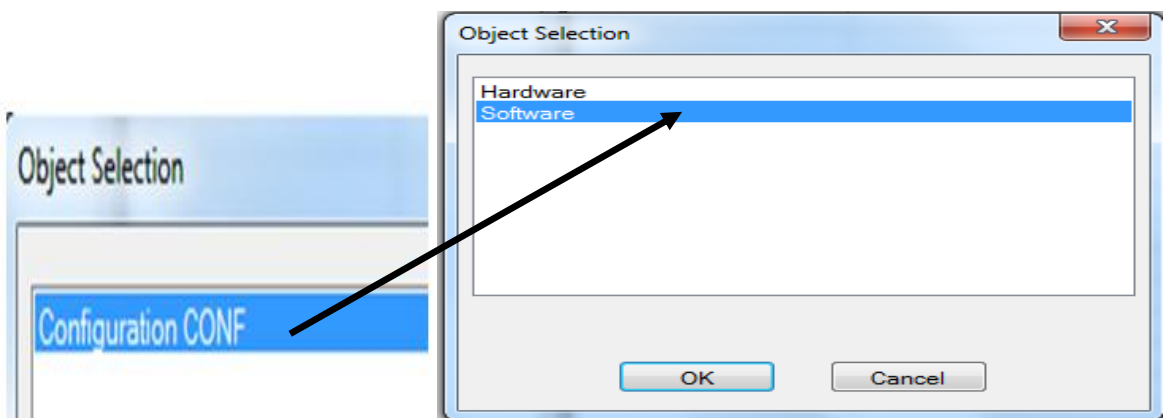 Object Selection
Configuration CONF
Object Selection
Hardware
Software
OK
Cancel